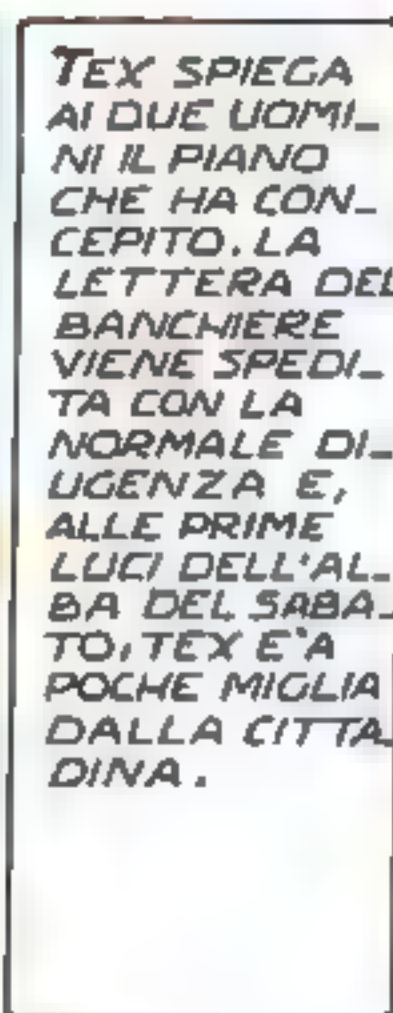 TEX SPIEGA
AI DUE UOMI_
NI IL PIANO
CHE HA CON_
CEPITO. LA
LETTERA DEL
BANCHIERE
VIENE SPEDI_
TA CON LA
NORMALE DI_
LIGENZA E,
ALLE PRIME
LUCI DELL'AL_
BA DEL SABA_
TO, TEX E'A
POCHE MIGLIA
DALLA CITTA_
DINA.